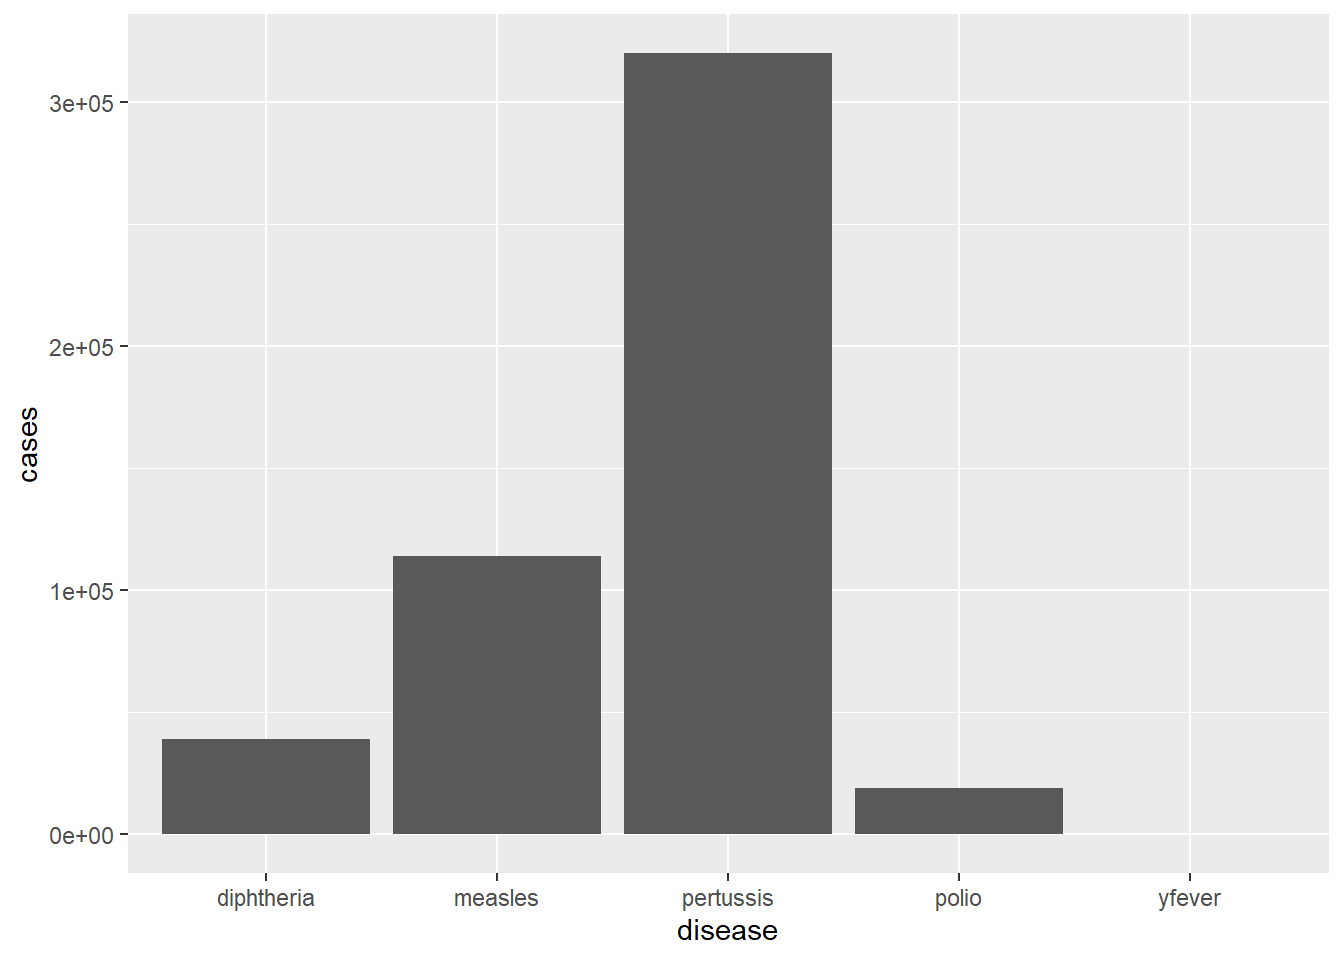 3e+05
2e+05
1e+05
0e+00
cases
diphtheria measles pertussis polio yfever
disease